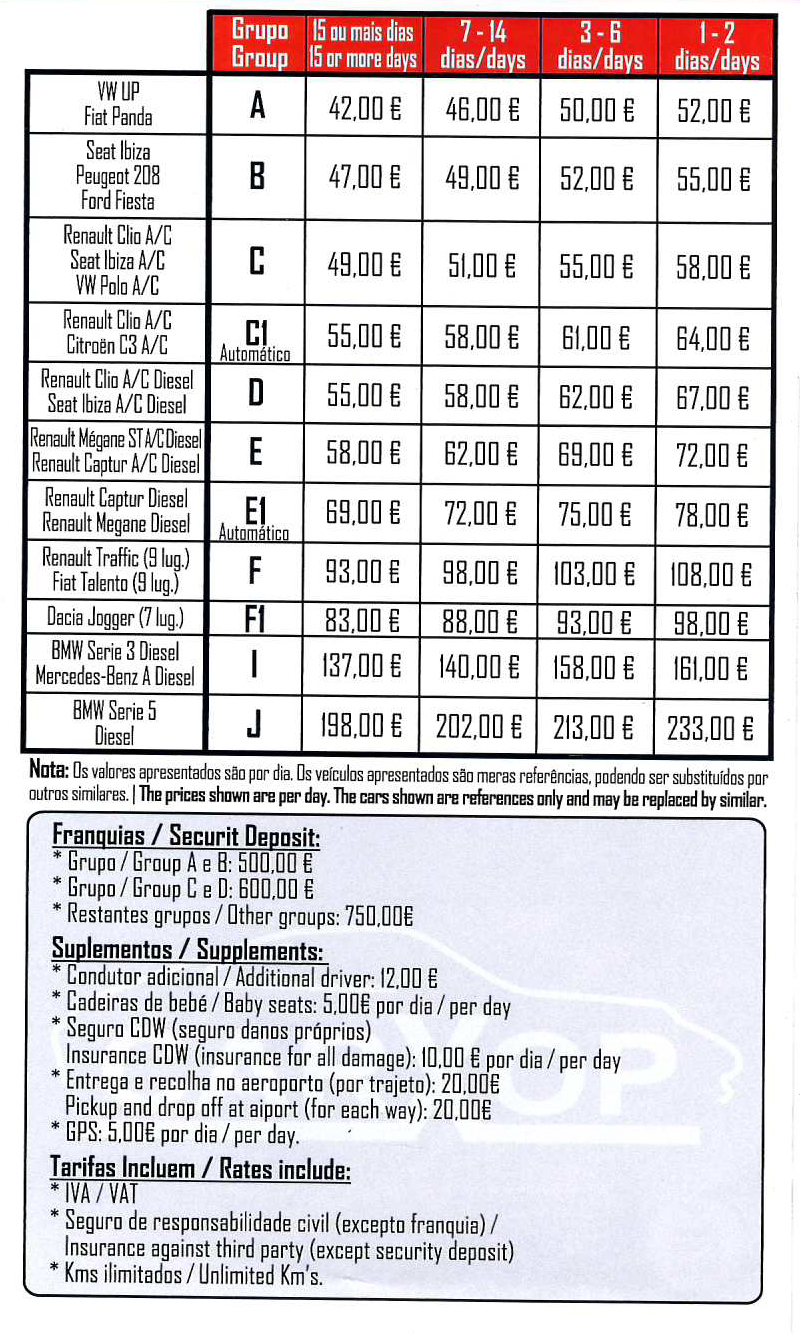 Grupo 15 ou mais dias 7 - 14 3 - 6 1 - 2
Group 15 or more days dias/days dias/days dias/days
VW UP
Fiat Panda
A 42,00 € 46,00 € 50,00 € 52,00 €
Seat Ibiza
Peugeot 208
Ford Fiesta
B 47,00 € 49,00 € 52,00 € 55,00 €
Renault Clio A/C
Seat Ibiza A/C
VW Polo A/C
C 49,00 € 51,00 € 55,00 € 58,00 €
Renault Clio A/C
Citroën C3 A/C
C1 55,00 € 58,00 € 61,00 € 64,00 €
Automático
Renault Clio A/C Diesel
Seat Ibiza A/C Diesel
D 55,00 € 58,00 € 62,00 € 67,00 €
Renault Mégane ST A/C Diesel
Renault Captur A/C Diesel
E 58,00 € 62,00 € 69,00 € 72,00 €
Renault Captur Diesel
Renault Megane Diesel
E1 69,00 € 72,00 € 75,00 € 78,00 €
Automático
Renault Traffic (9 lug.)
Fiat Talento (9 lug.)
F 93,00 € 98,00 € 103,00 € 108,00 €
Dacia Jogger (7 lug.) F1 83,00 € 88,00 € 93,00 € 98,00 €
BMW Serie 3 Diesel
Mercedes-Benz A Diesel
I 137,00 € 140,00 € 158,00 € 161,00 €
BMW Serie 5
Diesel
J 198,00 € 202,00 € 213,00 € 233,00 €
Nota: Os valores apresentados são por dia. Os veículos apresentados são meras referências, podendo ser substituídos por
outros similares. | The prices shown are per day. The cars shown are references only and may be replaced by similar.
Franquias / Securit Deposit:
* Grupo / Group A e B: 500,00 €
* Grupo / Group C e D: 600,00 €
* Restantes grupos / Other groups: 750,00€
Suplementos / Supplements:
* Condutor adicional / Additional driver: 12,00 €
* Cadeiras de bebé / Baby seats: 5,00€ por dia / per day
* Seguro CDW (seguro danos próprios)
Insurance CDW (insurance for all damage): 10,00 € por dia / per day
* Entrega e recolha no aeroporto (por trajeto): 20,00€
Pickup and drop off at aiport (for each way): 20,00€
* GPS: 5,00€ por dia / per day.
Tarifas Incluem / Rates include:
* IVA / VAT
* Seguro de responsabilidade civil (excepto franquia) /
Insurance against third party (except security deposit)
* Kms ilimitados / Unlimited Km's.